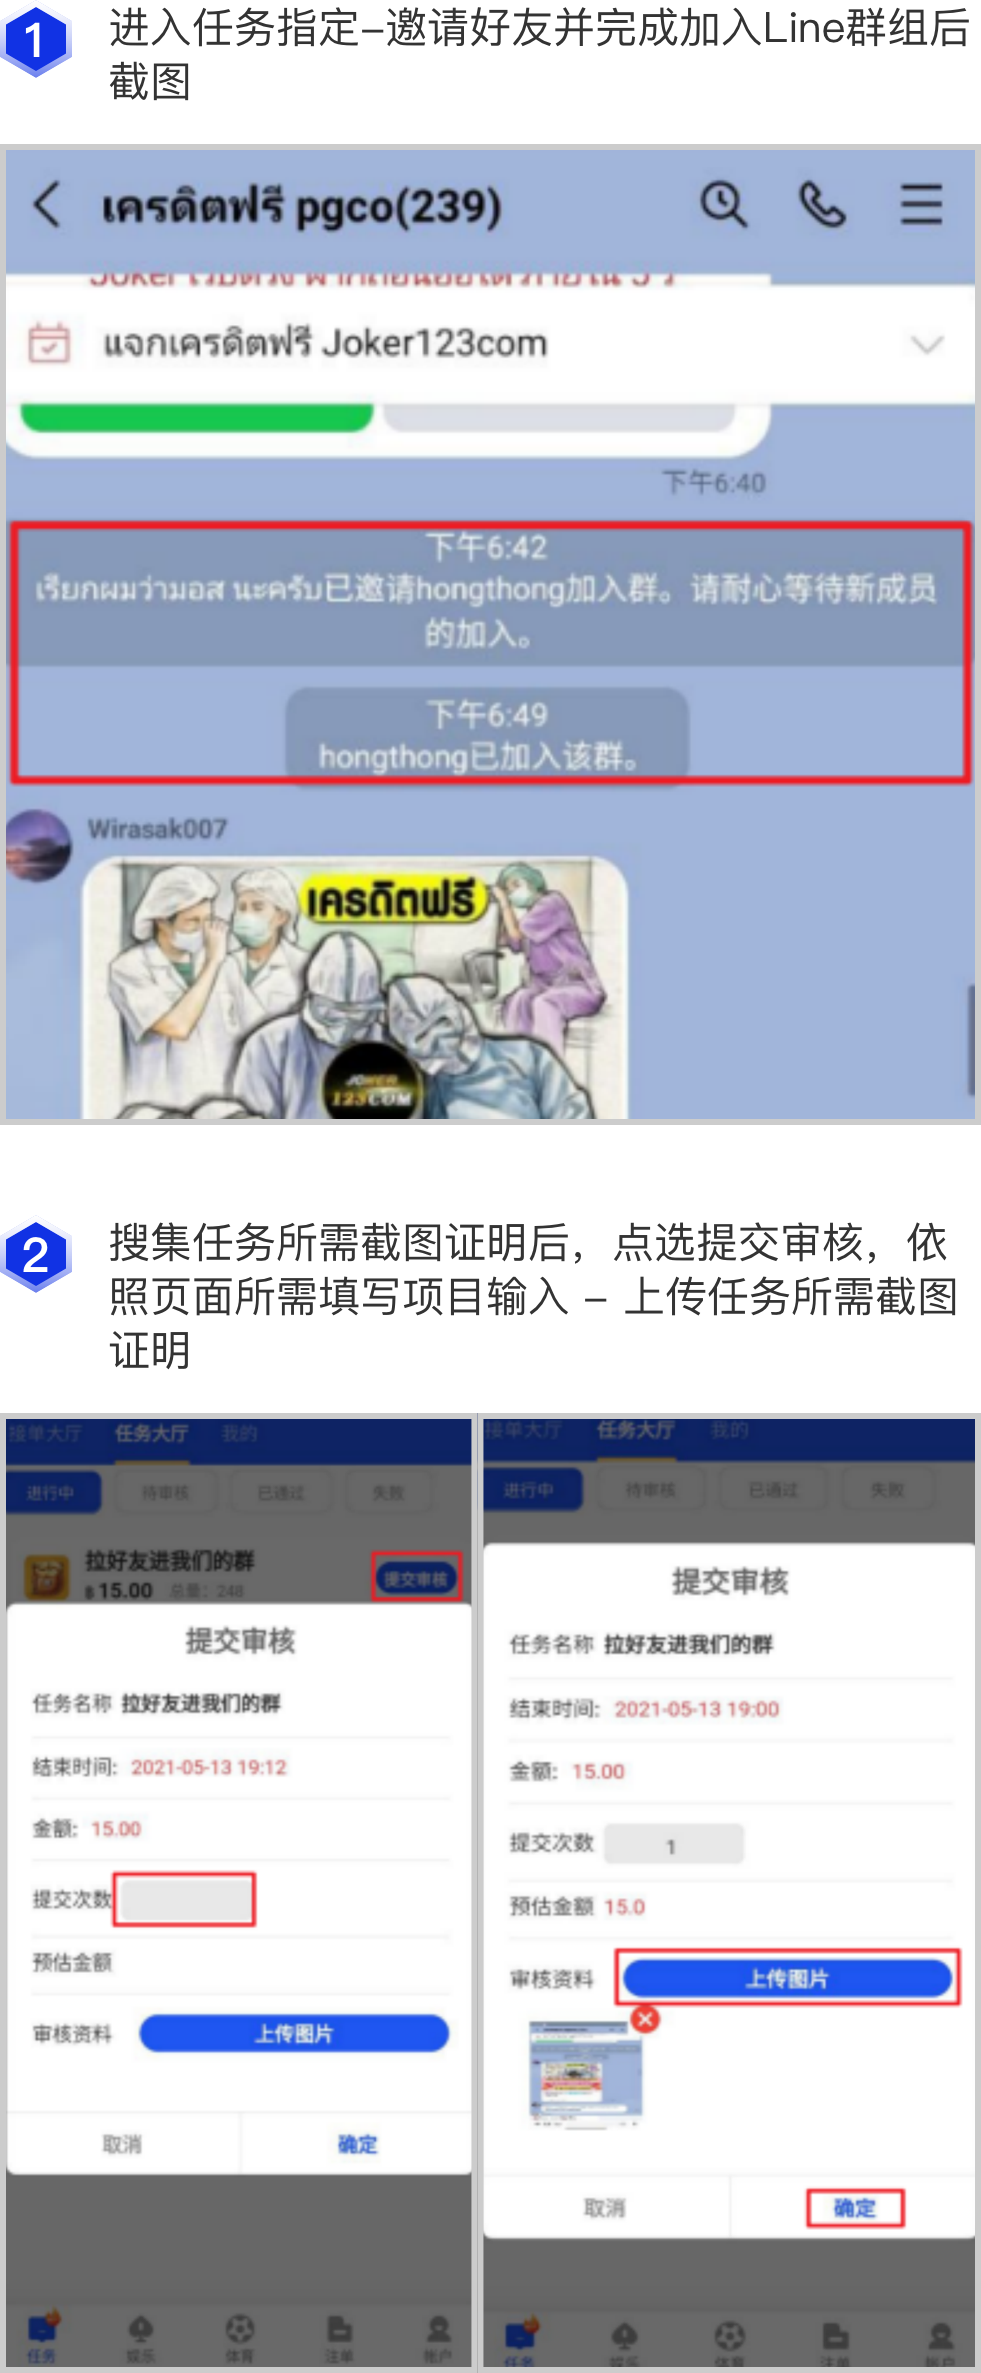 1
进入任务指定-邀请好友并完成加入Line群组后
截图
เครดิตฟรี pgco(239)
แจกเครดิตฟรี Joker123com
下午6:40
下午6:42
เรียกผมว่ามอส นะครับ已邀请hongthong加入群。请耐心等待新成员
的加入。
下午6:49
hongthong已加入该群。
Wirasak007
เครดิตฟรี
JOKER
123COM
2
搜集任务所需截图证明后，点选提交审核，依
照页面所需填写项目输入 - 上传任务所需截图
证明
接单大厅 任务大厅 我的
进行中 待审核 已通过 失败
拉好友进我们的群
฿ 15.00 总量：248
提交审核
提交审核
任务名称 拉好友进我们的群
结束时间: 2021-05-13 19:12
金额: 15.00
提交次数
预估金额
审核资料 上传图片
取消 确定
任务 娱乐 体育 注单 帐户
接单大厅 任务大厅 我的
进行中 待审核 已通过 失败
提交审核
任务名称 拉好友进我们的群
结束时间: 2021-05-13 19:00
金额: 15.00
提交次数 1
预估金额 15.0
审核资料 上传图片
取消 确定
任务 娱乐 体育 注单 帐户